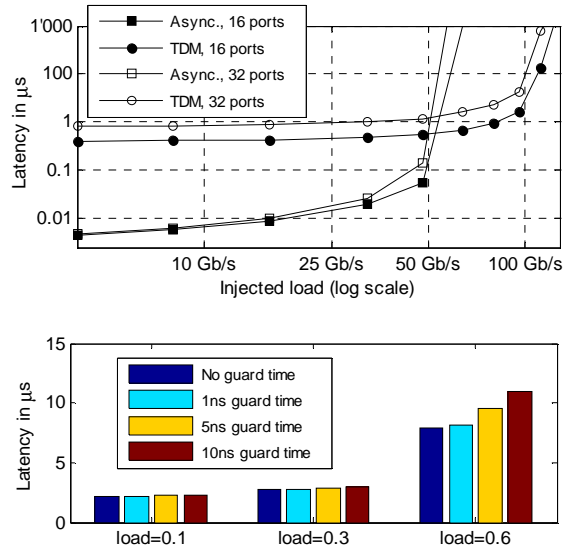 1'000
100
10
1
0.1
0.01
Latency in μs
Async., 16 ports
TDM, 16 ports
Async., 32 ports
TDM, 32 ports
10 Gb/s 25 Gb/s 50 Gb/s 100 Gb/s
Injected load (log scale)
15
10
5
0
Latency in μs
No guard time
1ns guard time
5ns guard time
10ns guard time
load=0.1 load=0.3 load=0.6